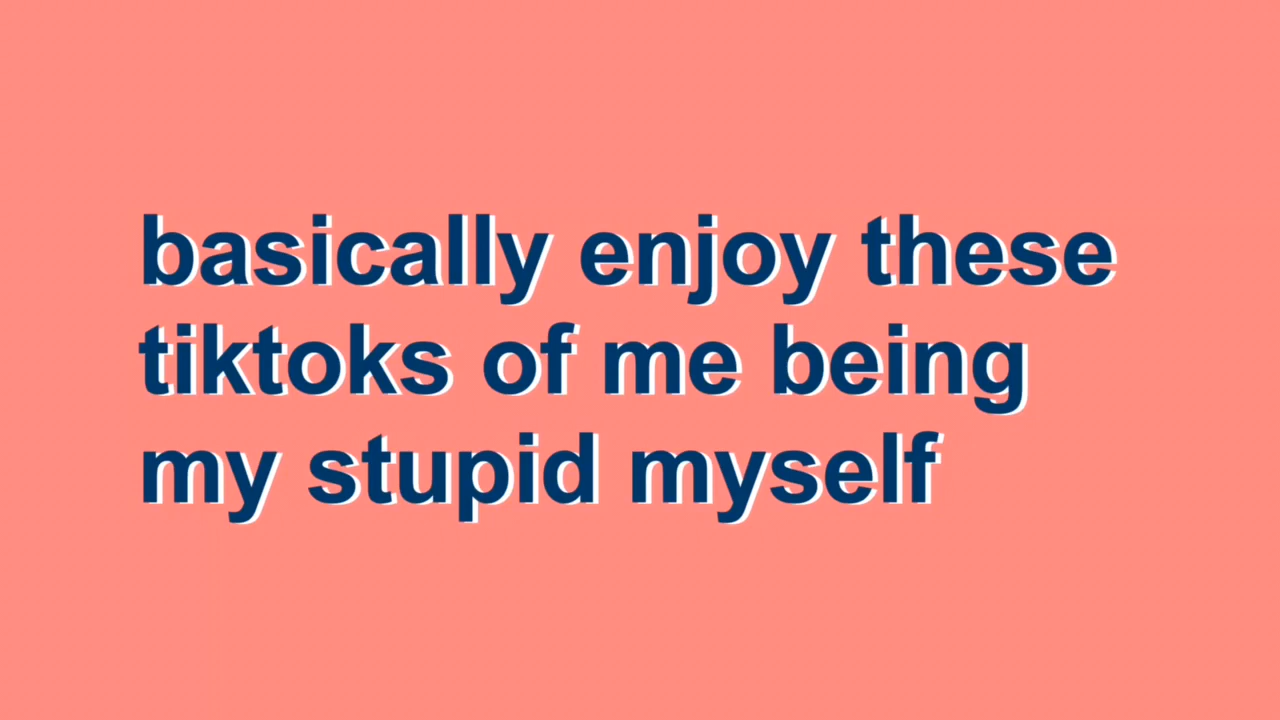 basically enjoy these
tiktoks of me being
my stupid myself